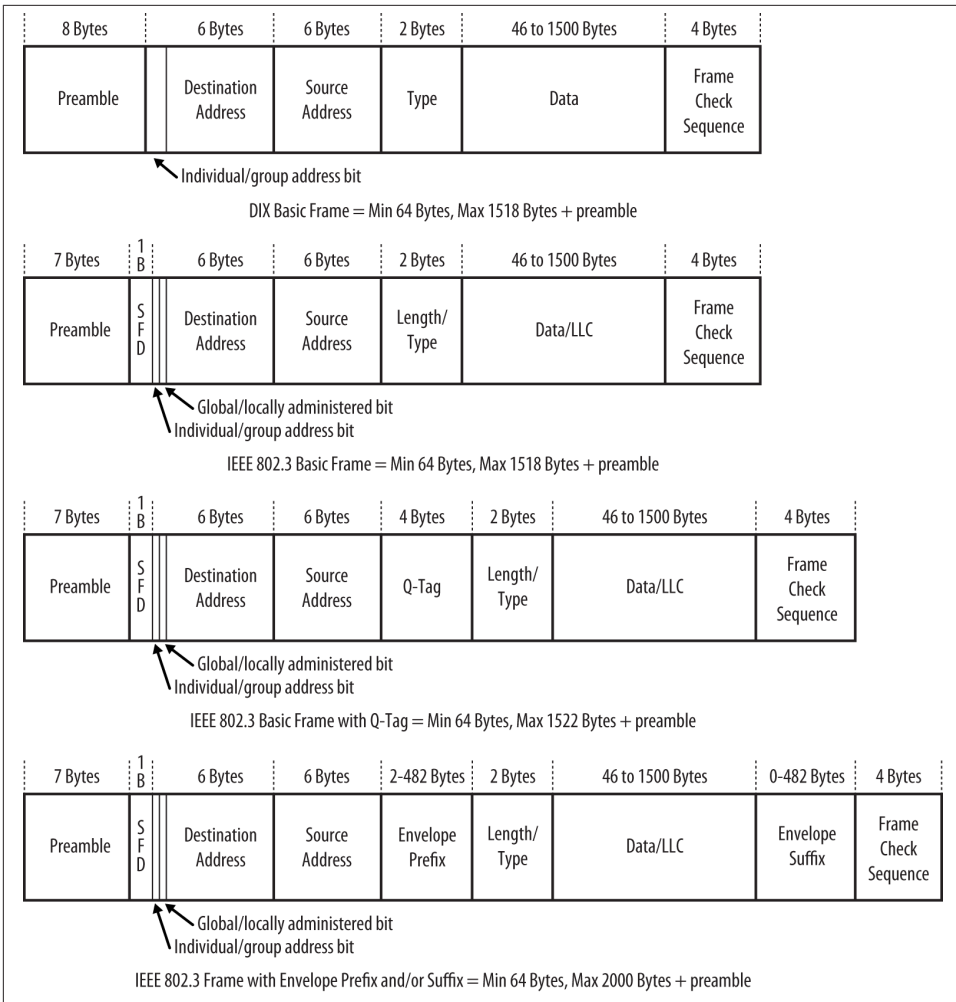 8 Bytes 6 Bytes 6 Bytes 2 Bytes 46 to 1500 Bytes 4 Bytes
Preamble Destination Address Source Address Type Data Frame Check Sequence
Individual/group address bit
DIX Basic Frame = Min 64 Bytes, Max 1518 Bytes + preamble
7 Bytes 1 B 6 Bytes 6 Bytes 2 Bytes 46 to 1500 Bytes 4 Bytes
Preamble SFD Destination Address Source Address Length/Type Data/LLC Frame Check Sequence
Global/locally administered bit
Individual/group address bit
IEEE 802.3 Basic Frame = Min 64 Bytes, Max 1518 Bytes + preamble
7 Bytes 1 B 6 Bytes 6 Bytes 4 Bytes 2 Bytes 46 to 1500 Bytes 4 Bytes
Preamble SFD Destination Address Source Address Q-Tag Length/Type Data/LLC Frame Check Sequence
Global/locally administered bit
Individual/group address bit
IEEE 802.3 Basic Frame with Q-Tag = Min 64 Bytes, Max 1522 Bytes + preamble
7 Bytes 1 B 6 Bytes 6 Bytes 2-482 Bytes 2 Bytes 46 to 1500 Bytes 0-482 Bytes 4 Bytes
Preamble SFD Destination Address Source Address Envelope Prefix Length/Type Data/LLC Envelope Suffix Frame Check Sequence
Global/locally administered bit
Individual/group address bit
IEEE 802.3 Frame with Envelope Prefix and/or Suffix = Min 64 Bytes, Max 2000 Bytes + preamble